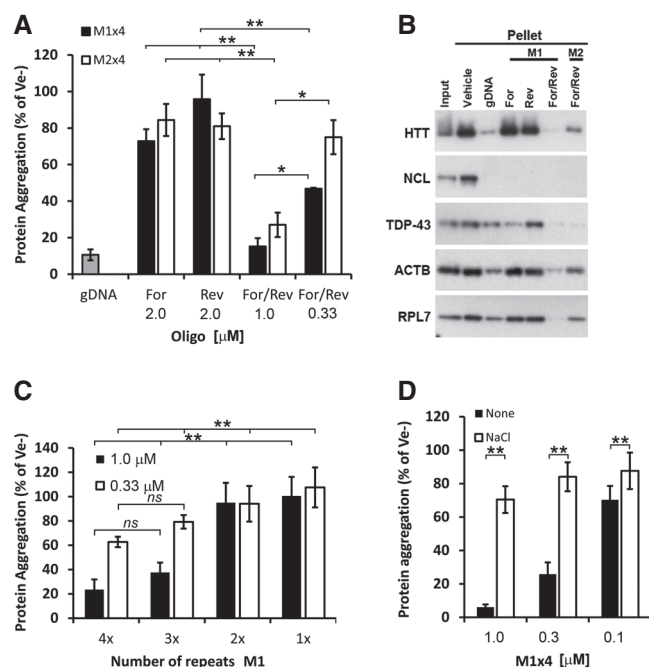 A
M1x4
M2x4
**
**
*
*
Protein Aggregation (% of Ve-)
120
100
80
60
40
20
0
gDNA For Rev For/Rev For/Rev
2.0 2.0 1.0 0.33
Oligo [μM]
B
Pellet
M1 M2
Input Vehicle gDNA For Rev For/Rev For/Rev
HTT
NCL
TDP-43
ACTB
RPL7
C
**
**
1.0 μM
0.33 μM
ns
ns
Protein Aggregation (% of Ve-)
140
120
100
80
60
40
20
0
4x 3x 2x 1x
Number of repeats M1
D
None
NaCl
** ** **
Protein aggregation (% of Ve-)
120
100
80
60
40
20
0
1.0 0.3 0.1
M1x4 [μM]